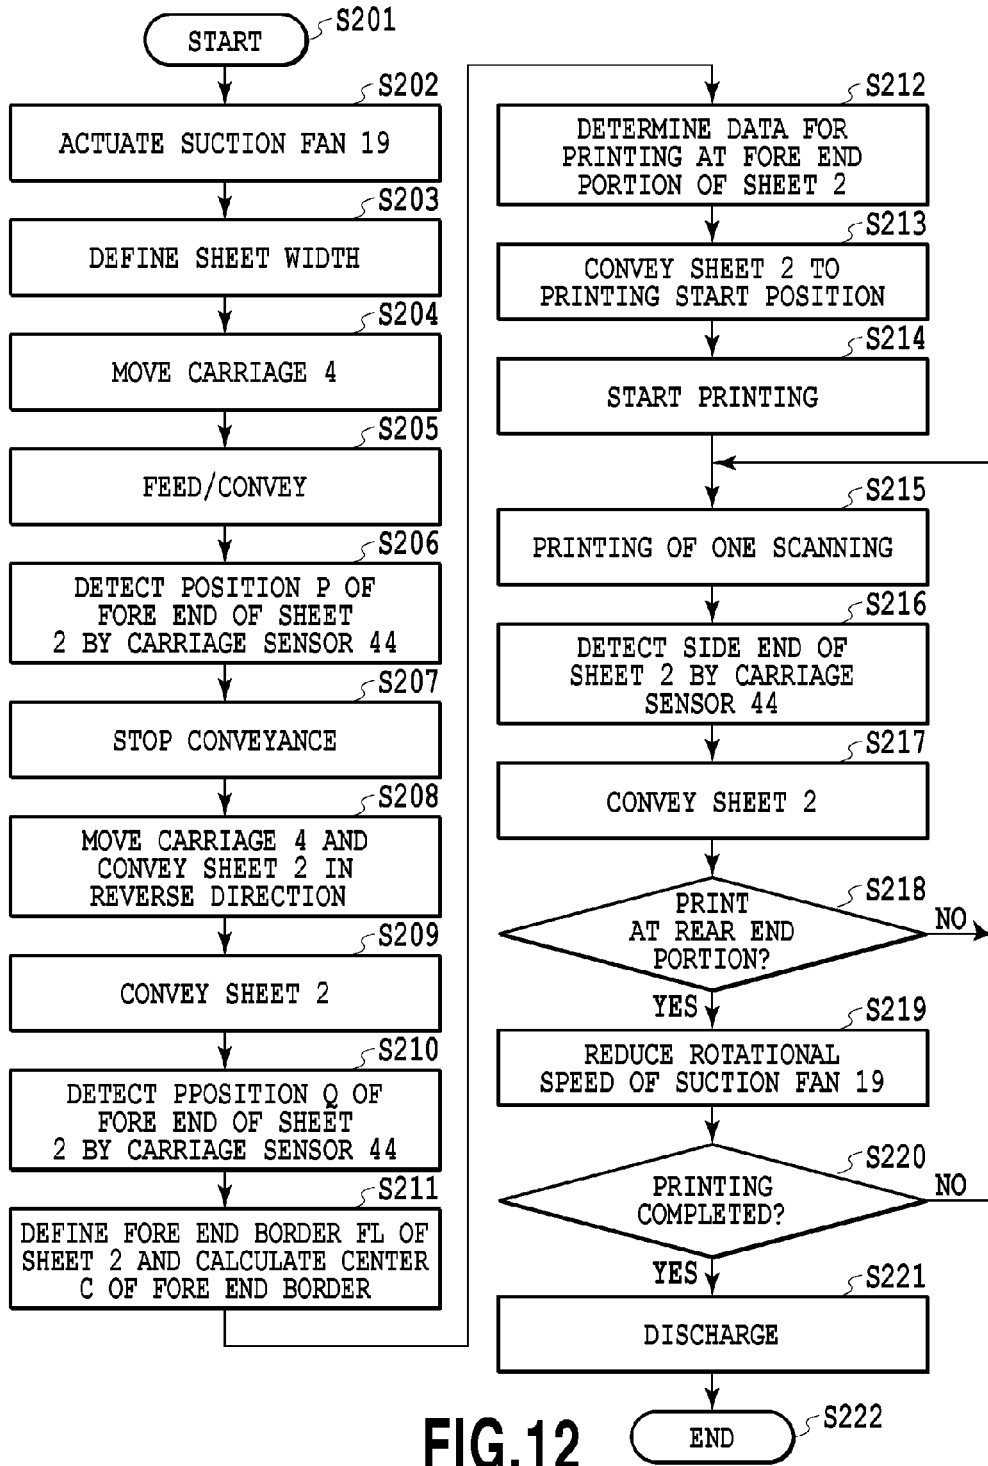 START
S201
S202
ACTUATE SUCTION FAN 19
S203
DEFINE SHEET WIDTH
S204
MOVE CARRIAGE 4
S205
FEED/CONVEY
S206
DETECT POSITION P OF
FORE END OF SHEET
2 BY CARRIAGE SENSOR 44
S207
STOP CONVEYANCE
S208
MOVE CARRIAGE 4 AND
CONVEY SHEET 2 IN
REVERSE DIRECTION
S209
CONVEY SHEET 2
S210
DETECT PPOSITION Q OF
FORE END OF SHEET
2 BY CARRIAGE SENSOR 44
S211
DEFINE FORE END BORDER FL OF
SHEET 2 AND CALCULATE CENTER
C OF FORE END BORDER
S212
DETERMINE DATA FOR
PRINTING AT FORE END
PORTION OF SHEET 2
S213
CONVEY SHEET 2 TO
PRINTING START POSITION
S214
START PRINTING
S215
PRINTING OF ONE SCANNING
S216
DETECT SIDE END OF
SHEET 2 BY CARRIAGE
SENSOR 44
S217
CONVEY SHEET 2
S218
PRINT
AT REAR END
PORTION?
NO
YES
S219
REDUCE ROTATIONAL
SPEED OF SUCTION FAN 19
S220
PRINTING
COMPLETED?
NO
YES
S221
DISCHARGE
S222
END
FIG.12